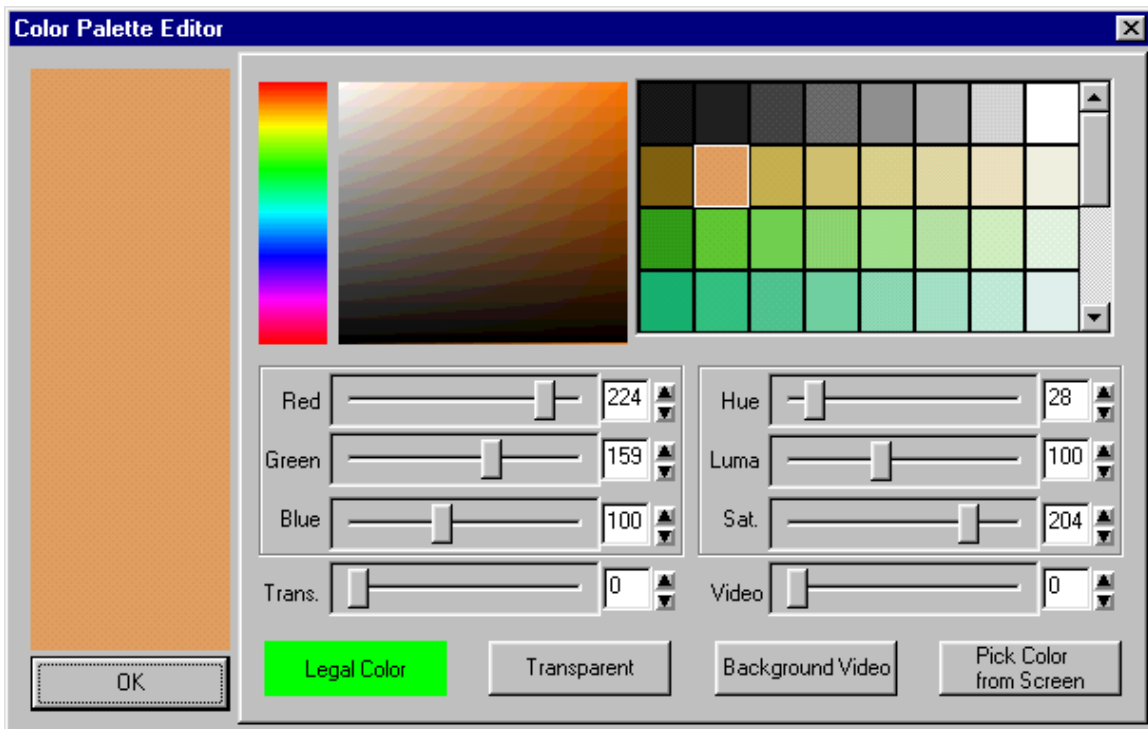 Color Palette Editor
Red 224 Hue 28
Green 159 Luma 100
Blue 100 Sat. 204
Trans. 0 Video 0
OK
Legal Color
Transparent
Background Video
Pick Color
from Screen